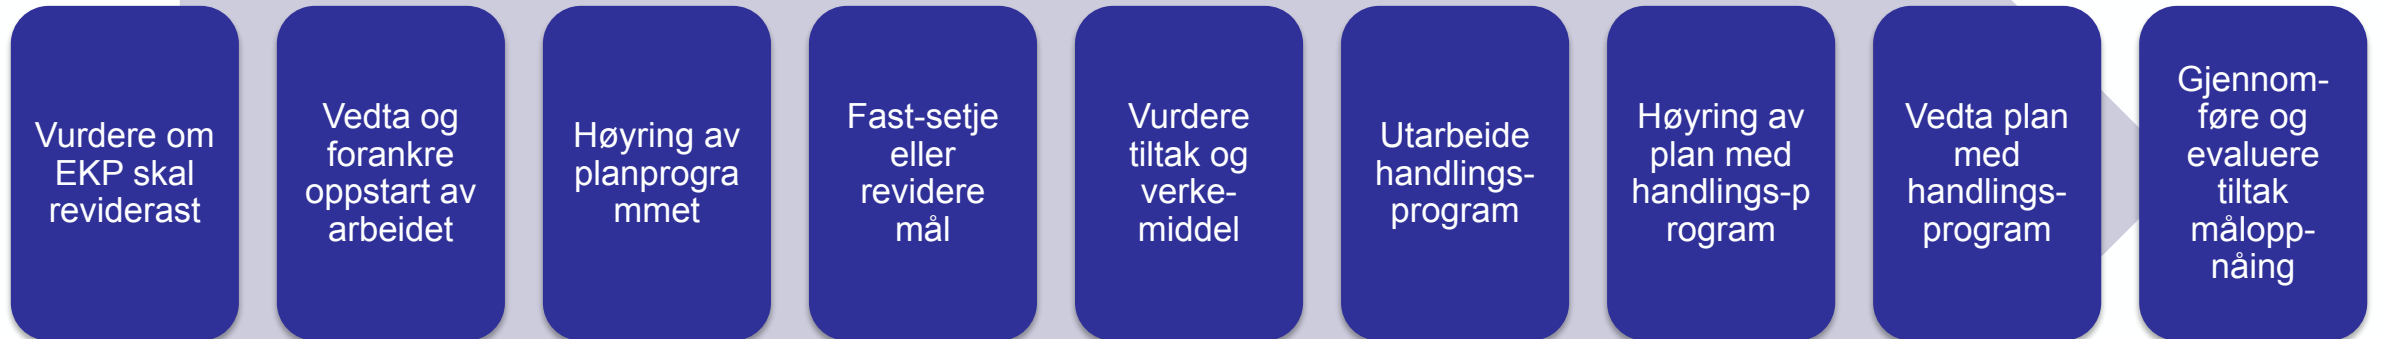 Vurdere om
EKP skal
reviderast
Vedta og
forankre
oppstart av
arbeidet
Høyring av
planprogra
mmet
Fast-setje
eller
revidere
mål
Vurdere
tiltak og
verke-
middel
Utarbeide
handlings-
program
Høyring av
plan med
handlings-p
rogram
Vedta plan
med
handlings-
program
Gjennom-
føre og
evaluere
tiltak
målopp-
nåing